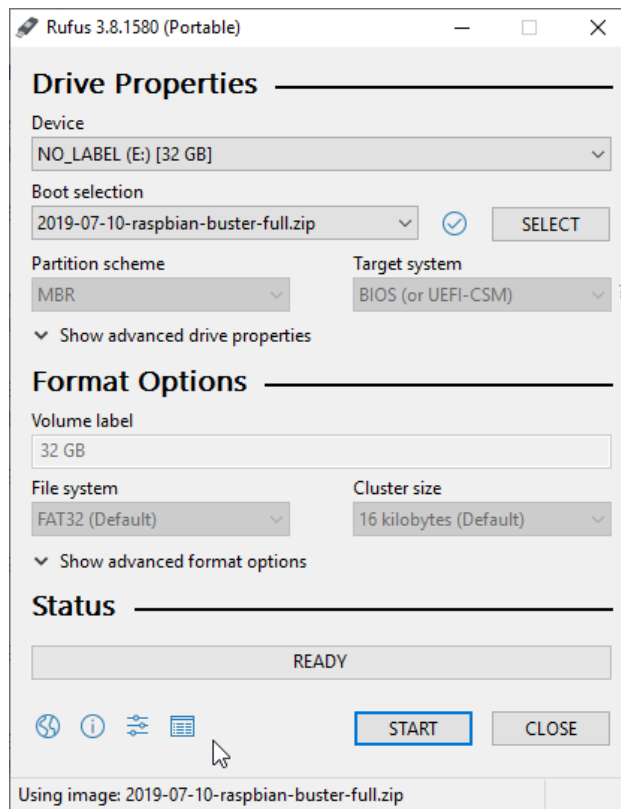 Rufus 3.8.1580 (Portable)
Drive Properties
Device
NO_LABEL (E:) [32 GB]
Boot selection
2019-07-10-raspbian-buster-full.zip
SELECT
Partition scheme
Target system
MBR
BIOS (or UEFI-CSM)
?
Show advanced drive properties
Format Options
Volume label
32 GB
File system
Cluster size
FAT32 (Default)
16 kilobytes (Default)
Show advanced format options
Status
READY
START
CLOSE
Using image: 2019-07-10-raspbian-buster-full.zip